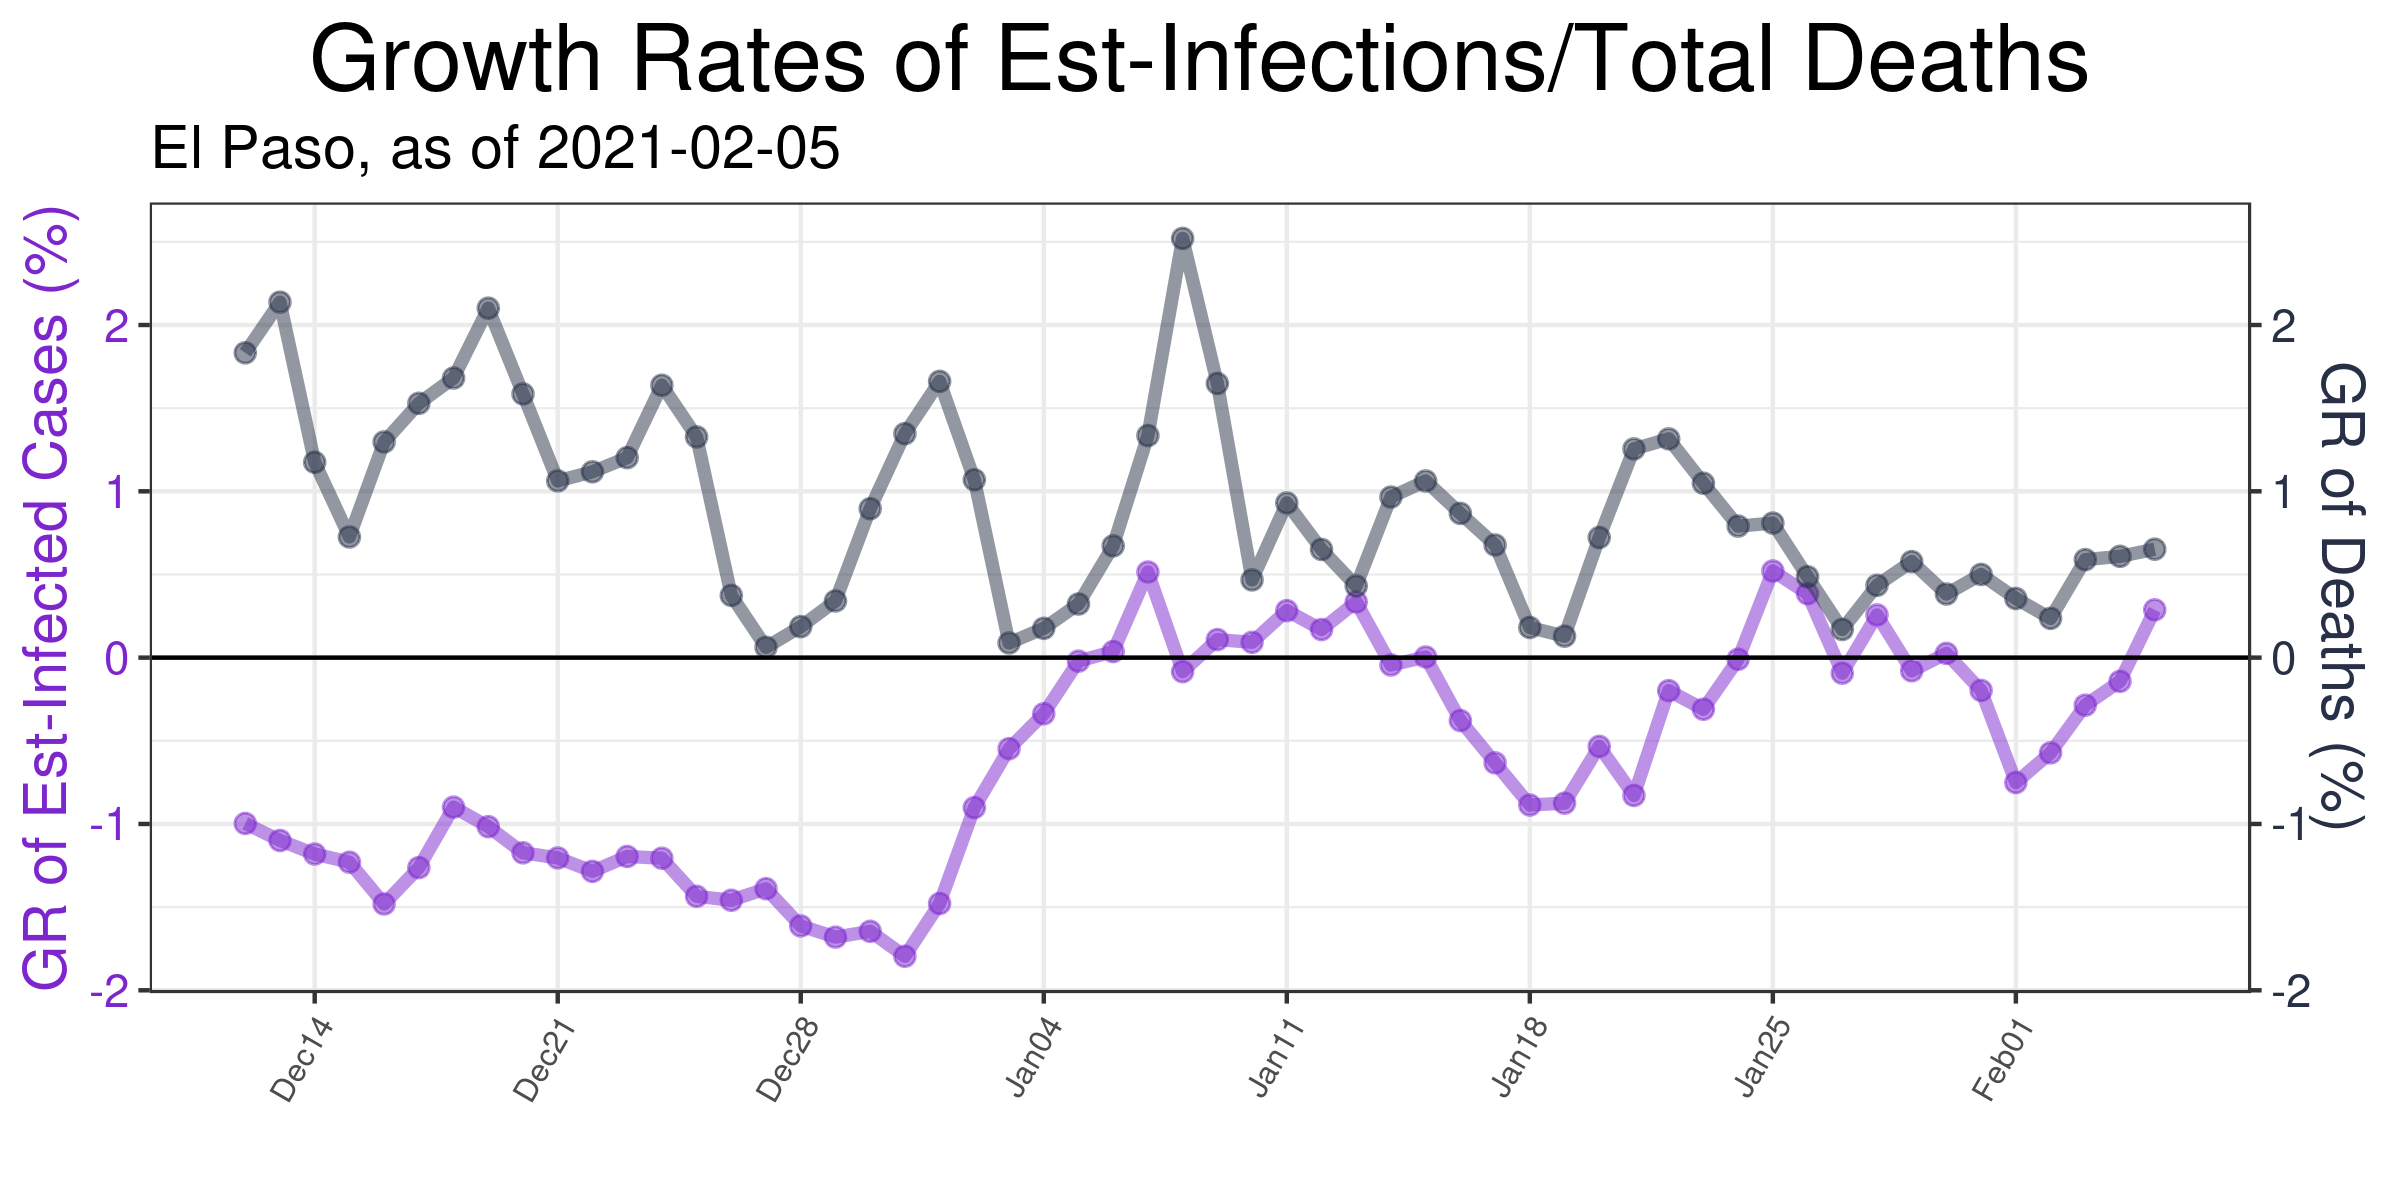 Growth Rates of Est-Infections/Total Deaths
El Paso, as of 2021-02-05
GR of Est-Infected Cases (%)
2
1
0
-1
-2
2
1
0
-1
-2
GR of Deaths (%)
Dec14
Dec21
Dec28
Jan04
Jan11
Jan18
Jan25
Feb01